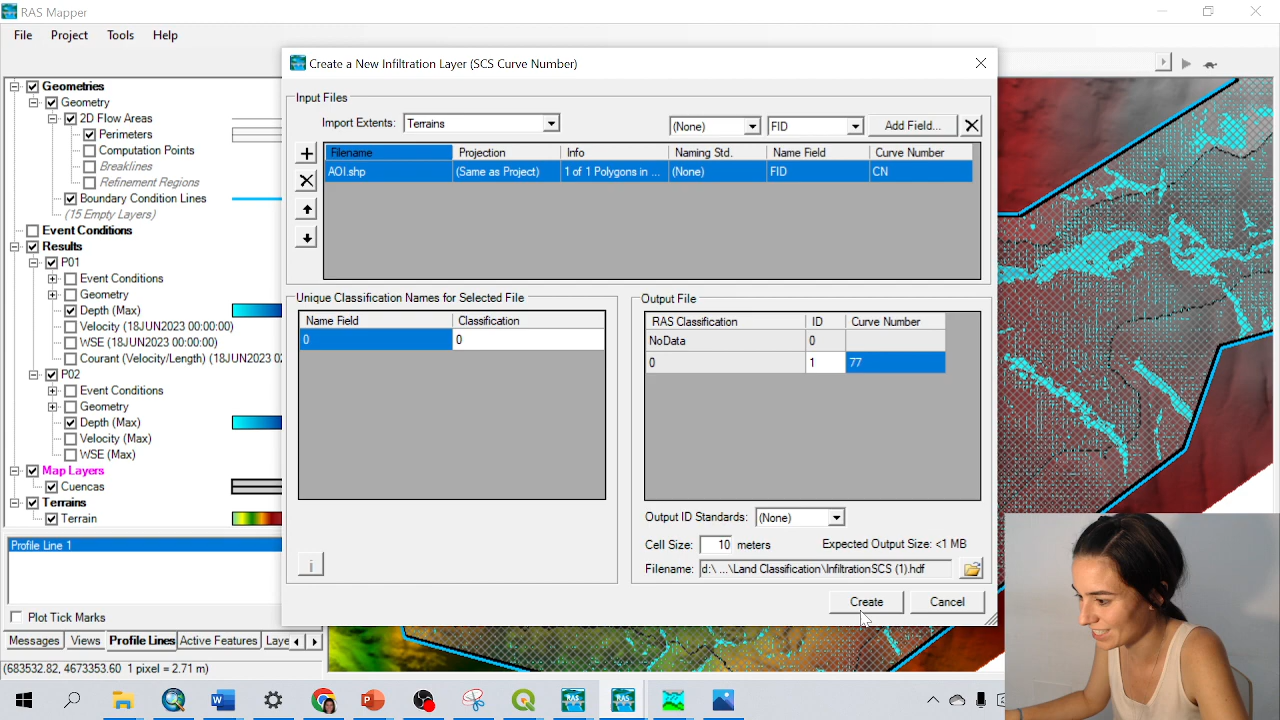 RAS Mapper
File Project Tools Help
Geometries
Geometry
2D Flow Areas
Perimeters
Computation Points
Breaklines
Refinement Regions
Boundary Condition Lines
(15 Empty Layers)
Event Conditions
Results
P01
Event Conditions
Geometry
Depth (Max)
Velocity (18JUN2023 00:00:00)
WSE (18JUN2023 00:00:00)
Courant (Velocity/Length) (18JUN2023 0
P02
Event Conditions
Geometry
Depth (Max)
Velocity (Max)
WSE (Max)
Map Layers
Cuencas
Terrains
Terrain
Profile Line 1
Plot Tick Marks
Messages Views Profile Lines Active Features Laye
(683532.82, 4673353.60 1 pixel = 2.71 m)
Create a New Infiltration Layer (SCS Curve Number)
Input Files
Import Extents: Terrains (None) FID Add Field...
Filename Projection Info Naming Std. Name Field Curve Number
AOI.shp (Same as Project) 1 of 1 Polygons in ... (None) FID CN
Unique Classification Names for Selected File
Name Field Classification
0 0
Output File
RAS Classification ID Curve Number
NoData 0
0 1 77
Output ID Standards: (None)
Cell Size: 10 meters Expected Output Size: <1 MB
Filename: d:\ ...\Land Classification\InfiltrationSCS (1).hdf
Create Cancel